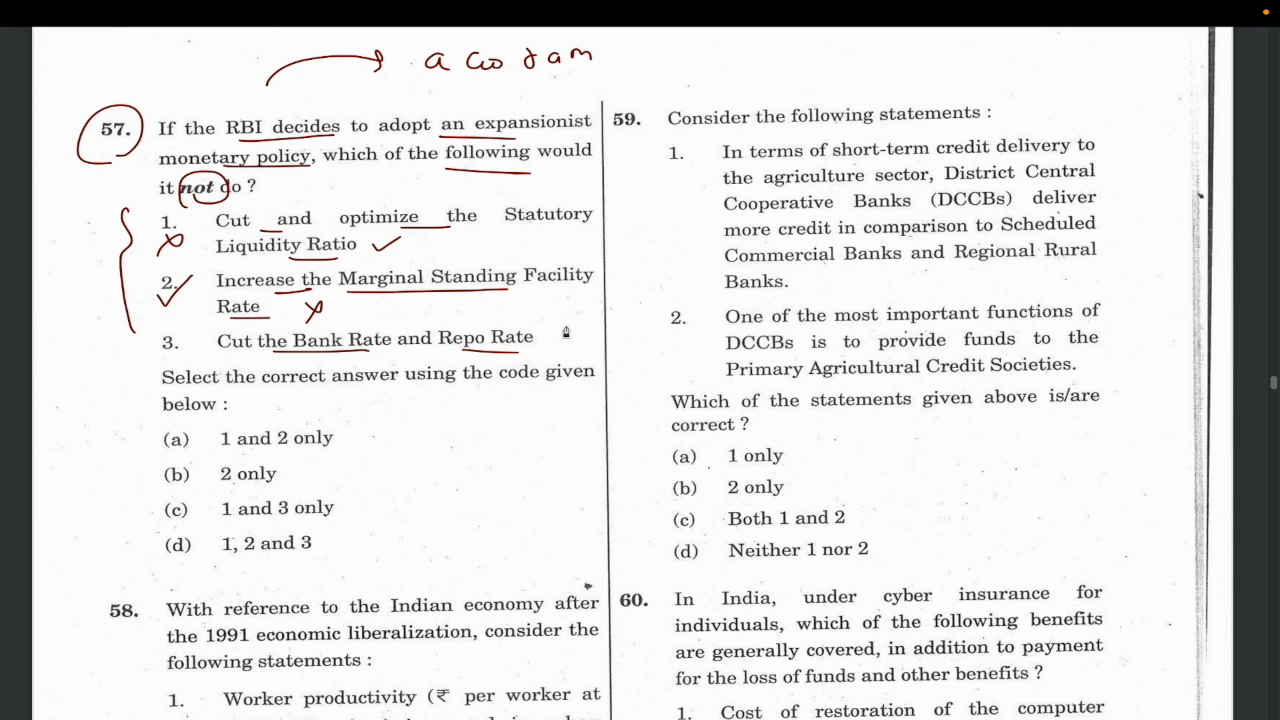 57. If the RBI decides to adopt an expansionist
monetary policy, which of the following would
it not do ?
1. Cut and optimize the Statutory
Liquidity Ratio
2. Increase the Marginal Standing Facility
Rate
3. Cut the Bank Rate and Repo Rate
Select the correct answer using the code given
below :
(a) 1 and 2 only
(b) 2 only
(c) 1 and 3 only
(d) 1, 2 and 3
58. With reference to the Indian economy after
the 1991 economic liberalization, consider the
following statements :
1. Worker productivity (₹ per worker at
59. Consider the following statements :
1. In terms of short-term credit delivery to
the agriculture sector, District Central
Cooperative Banks (DCCBs) deliver
more credit in comparison to Scheduled
Commercial Banks and Regional Rural
Banks.
2. One of the most important functions of
DCCBs is to provide funds to the
Primary Agricultural Credit Societies.
Which of the statements given above is/are
correct ?
(a) 1 only
(b) 2 only
(c) Both 1 and 2
(d) Neither 1 nor 2
60. In India, under cyber insurance for
individuals, which of the following benefits
are generally covered, in addition to payment
for the loss of funds and other benefits ?
1. Cost of restoration of the computer